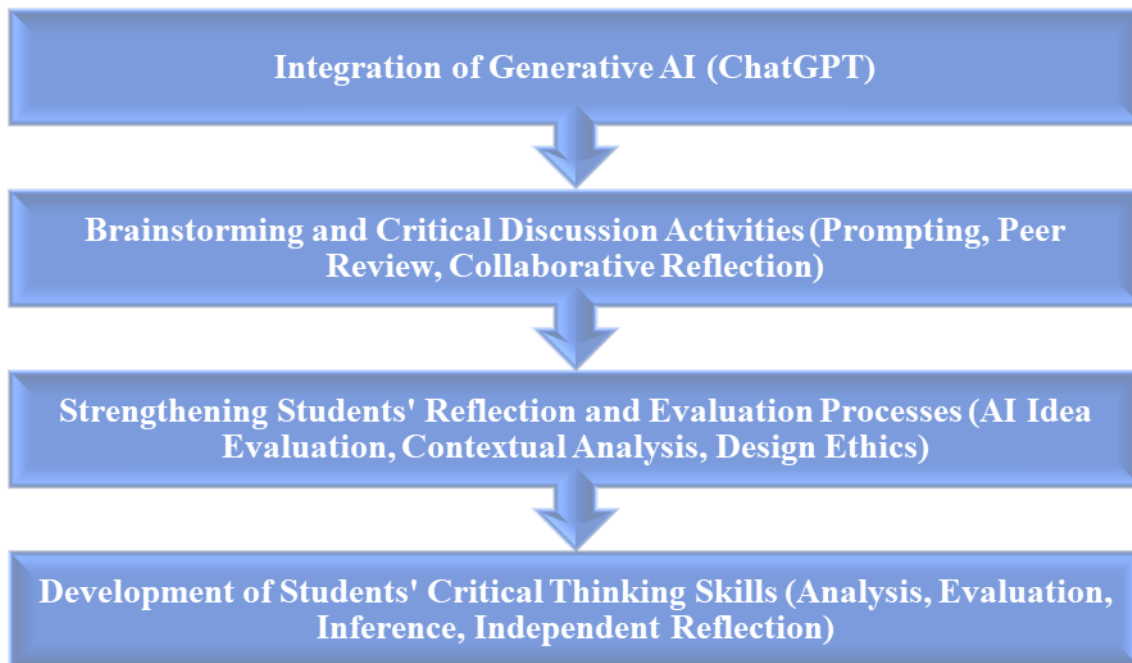 Integration of Generative AI (ChatGPT)
Brainstorming and Critical Discussion Activities (Prompting, Peer
Review, Collaborative Reflection)
Strengthening Students' Reflection and Evaluation Processes (AI Idea
Evaluation, Contextual Analysis, Design Ethics)
Development of Students' Critical Thinking Skills (Analysis, Evaluation,
Inference, Independent Reflection)